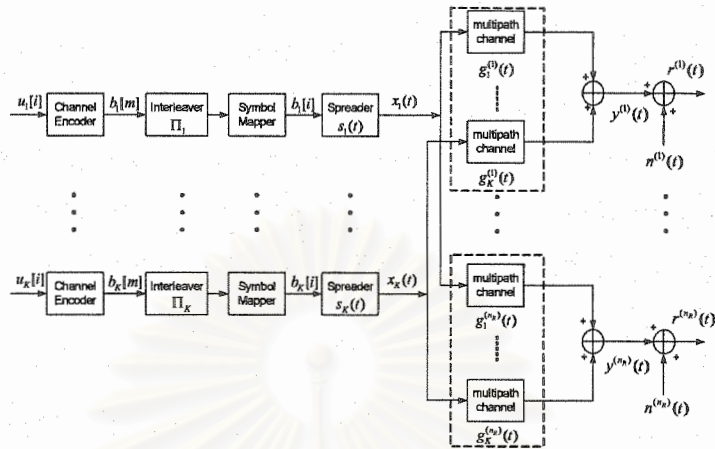 multipath channel
g₁⁽¹⁾(t)
u₁[i]
Channel Encoder
b₁[m]
Interleaver
Π₁
Symbol Mapper
b₁[i]
Spreader
s₁(t)
x₁(t)
multipath channel
g_K⁽¹⁾(t)
+
+
y⁽¹⁾(t)
+
+
r⁽¹⁾(t)
n⁽¹⁾(t)
u_K[i]
Channel Encoder
b_K[m]
Interleaver
Π_K
Symbol Mapper
b_K[i]
Spreader
s_K(t)
x_K(t)
multipath channel
g₁^(n_R)(t)
multipath channel
g_K^(n_R)(t)
+
+
y^(n_R)(t)
+
+
r^(n_R)(t)
n^(n_R)(t)